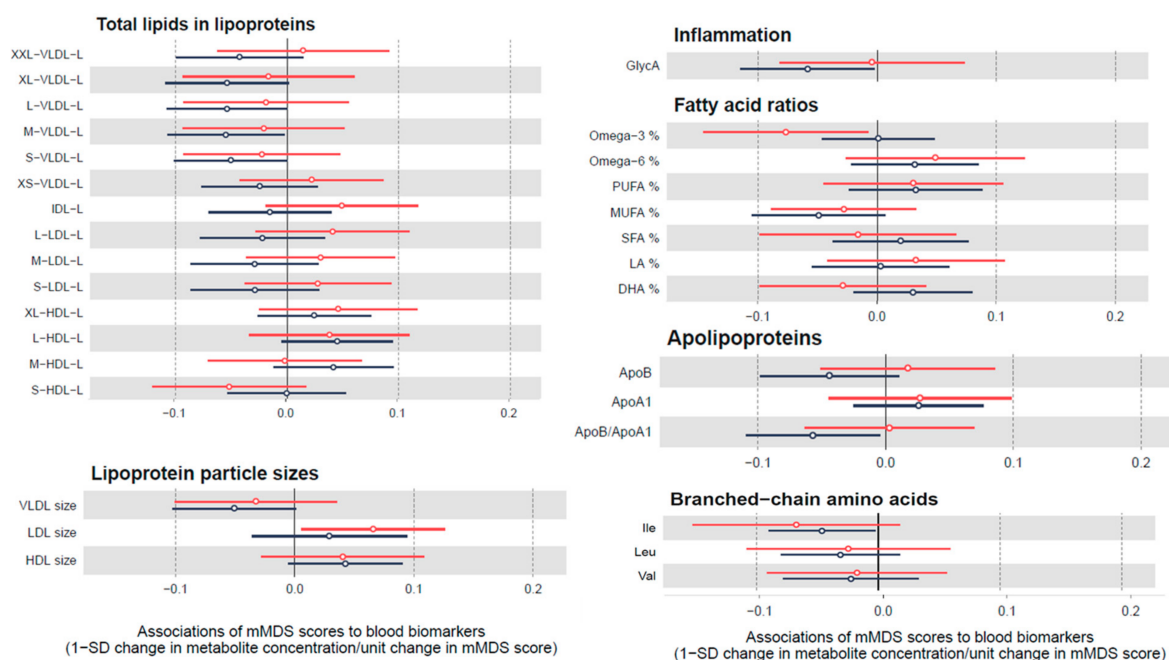 Total lipids in lipoproteins
XXL−VLDL−L
XL−VLDL−L
L−VLDL−L
M−VLDL−L
S−VLDL−L
XS−VLDL−L
IDL−L
L−LDL−L
M−LDL−L
S−LDL−L
XL−HDL−L
L−HDL−L
M−HDL−L
S−HDL−L
−0.1 0.0 0.1 0.2
Lipoprotein particle sizes
VLDL size
LDL size
HDL size
−0.1 0.0 0.1 0.2
Associations of mMDS scores to blood biomarkers
(1−SD change in metabolite concentration/unit change in mMDS score)
Inflammation
GlycA
Fatty acid ratios
Omega−3 %
Omega−6 %
PUFA %
MUFA %
SFA %
LA %
DHA %
−0.1 0.0 0.1 0.2
Apolipoproteins
ApoB
ApoA1
ApoB/ApoA1
−0.1 0.0 0.1 0.2
Branched−chain amino acids
Ile
Leu
Val
−0.1 0.0 0.1 0.2
Associations of mMDS scores to blood biomarkers
(1−SD change in metabolite concentration/unit change in mMDS score)